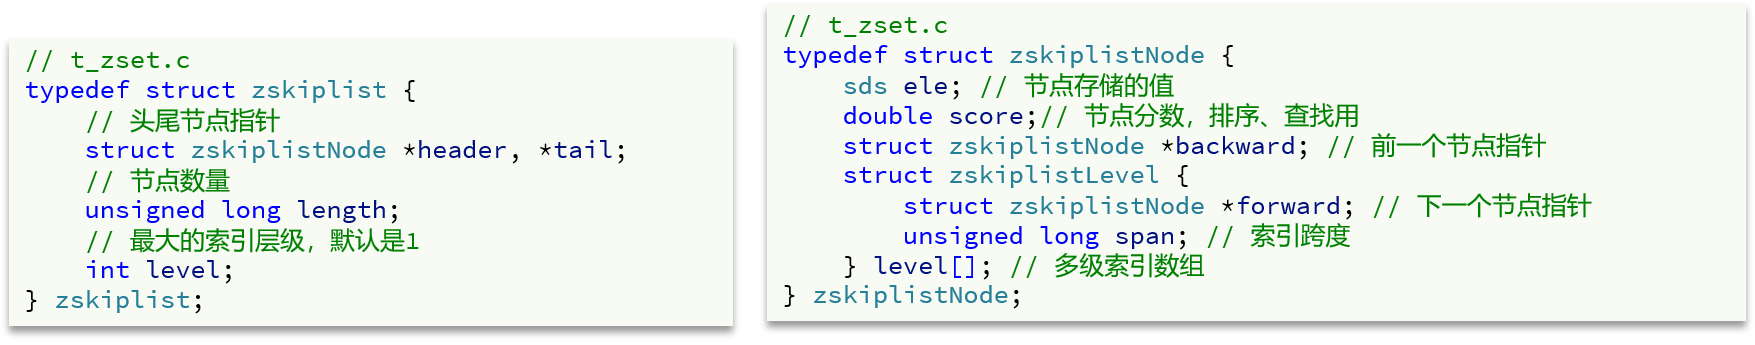 // t_zset.c
typedef struct zskiplist {
    // 头尾节点指针
    struct zskiplistNode *header, *tail;
    // 节点数量
    unsigned long length;
    // 最大的索引层级，默认是1
    int level;
} zskiplist;
// t_zset.c
typedef struct zskiplistNode {
    sds ele; // 节点存储的值
    double score;// 节点分数，排序、查找用
    struct zskiplistNode *backward; // 前一个节点指针
    struct zskiplistLevel {
        struct zskiplistNode *forward; // 下一个节点指针
        unsigned long span; // 索引跨度
    } level[]; // 多级索引数组
} zskiplistNode;